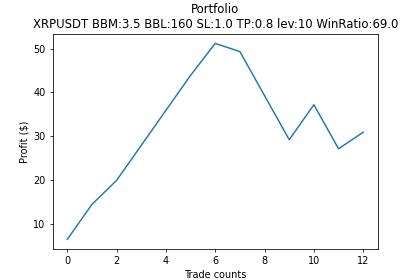 Portfolio
XRPUSDT BBM:3.5 BBL:160 SL:1.0 TP:0.8 lev:10 WinRatio:69.0
50
40
30
20
10
Profit ($)
0 2 4 6 8 10 12
Trade counts